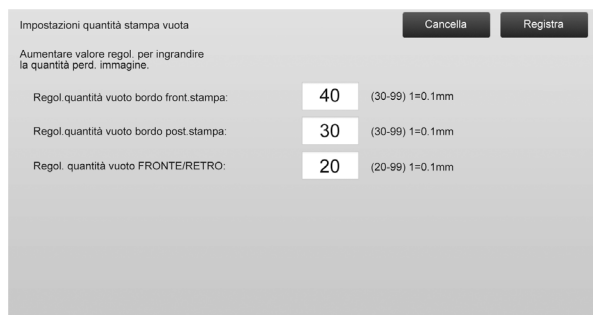 Impostazioni quantità stampa vuota
Cancella
Registra
Aumentare valore regol. per ingrandire
la quantità perd. immagine.
Regol.quantità vuoto bordo front.stampa: 40 (30-99) 1=0.1mm
Regol.quantità vuoto bordo post.stampa: 30 (30-99) 1=0.1mm
Regol. quantità vuoto FRONTE/RETRO: 20 (20-99) 1=0.1mm